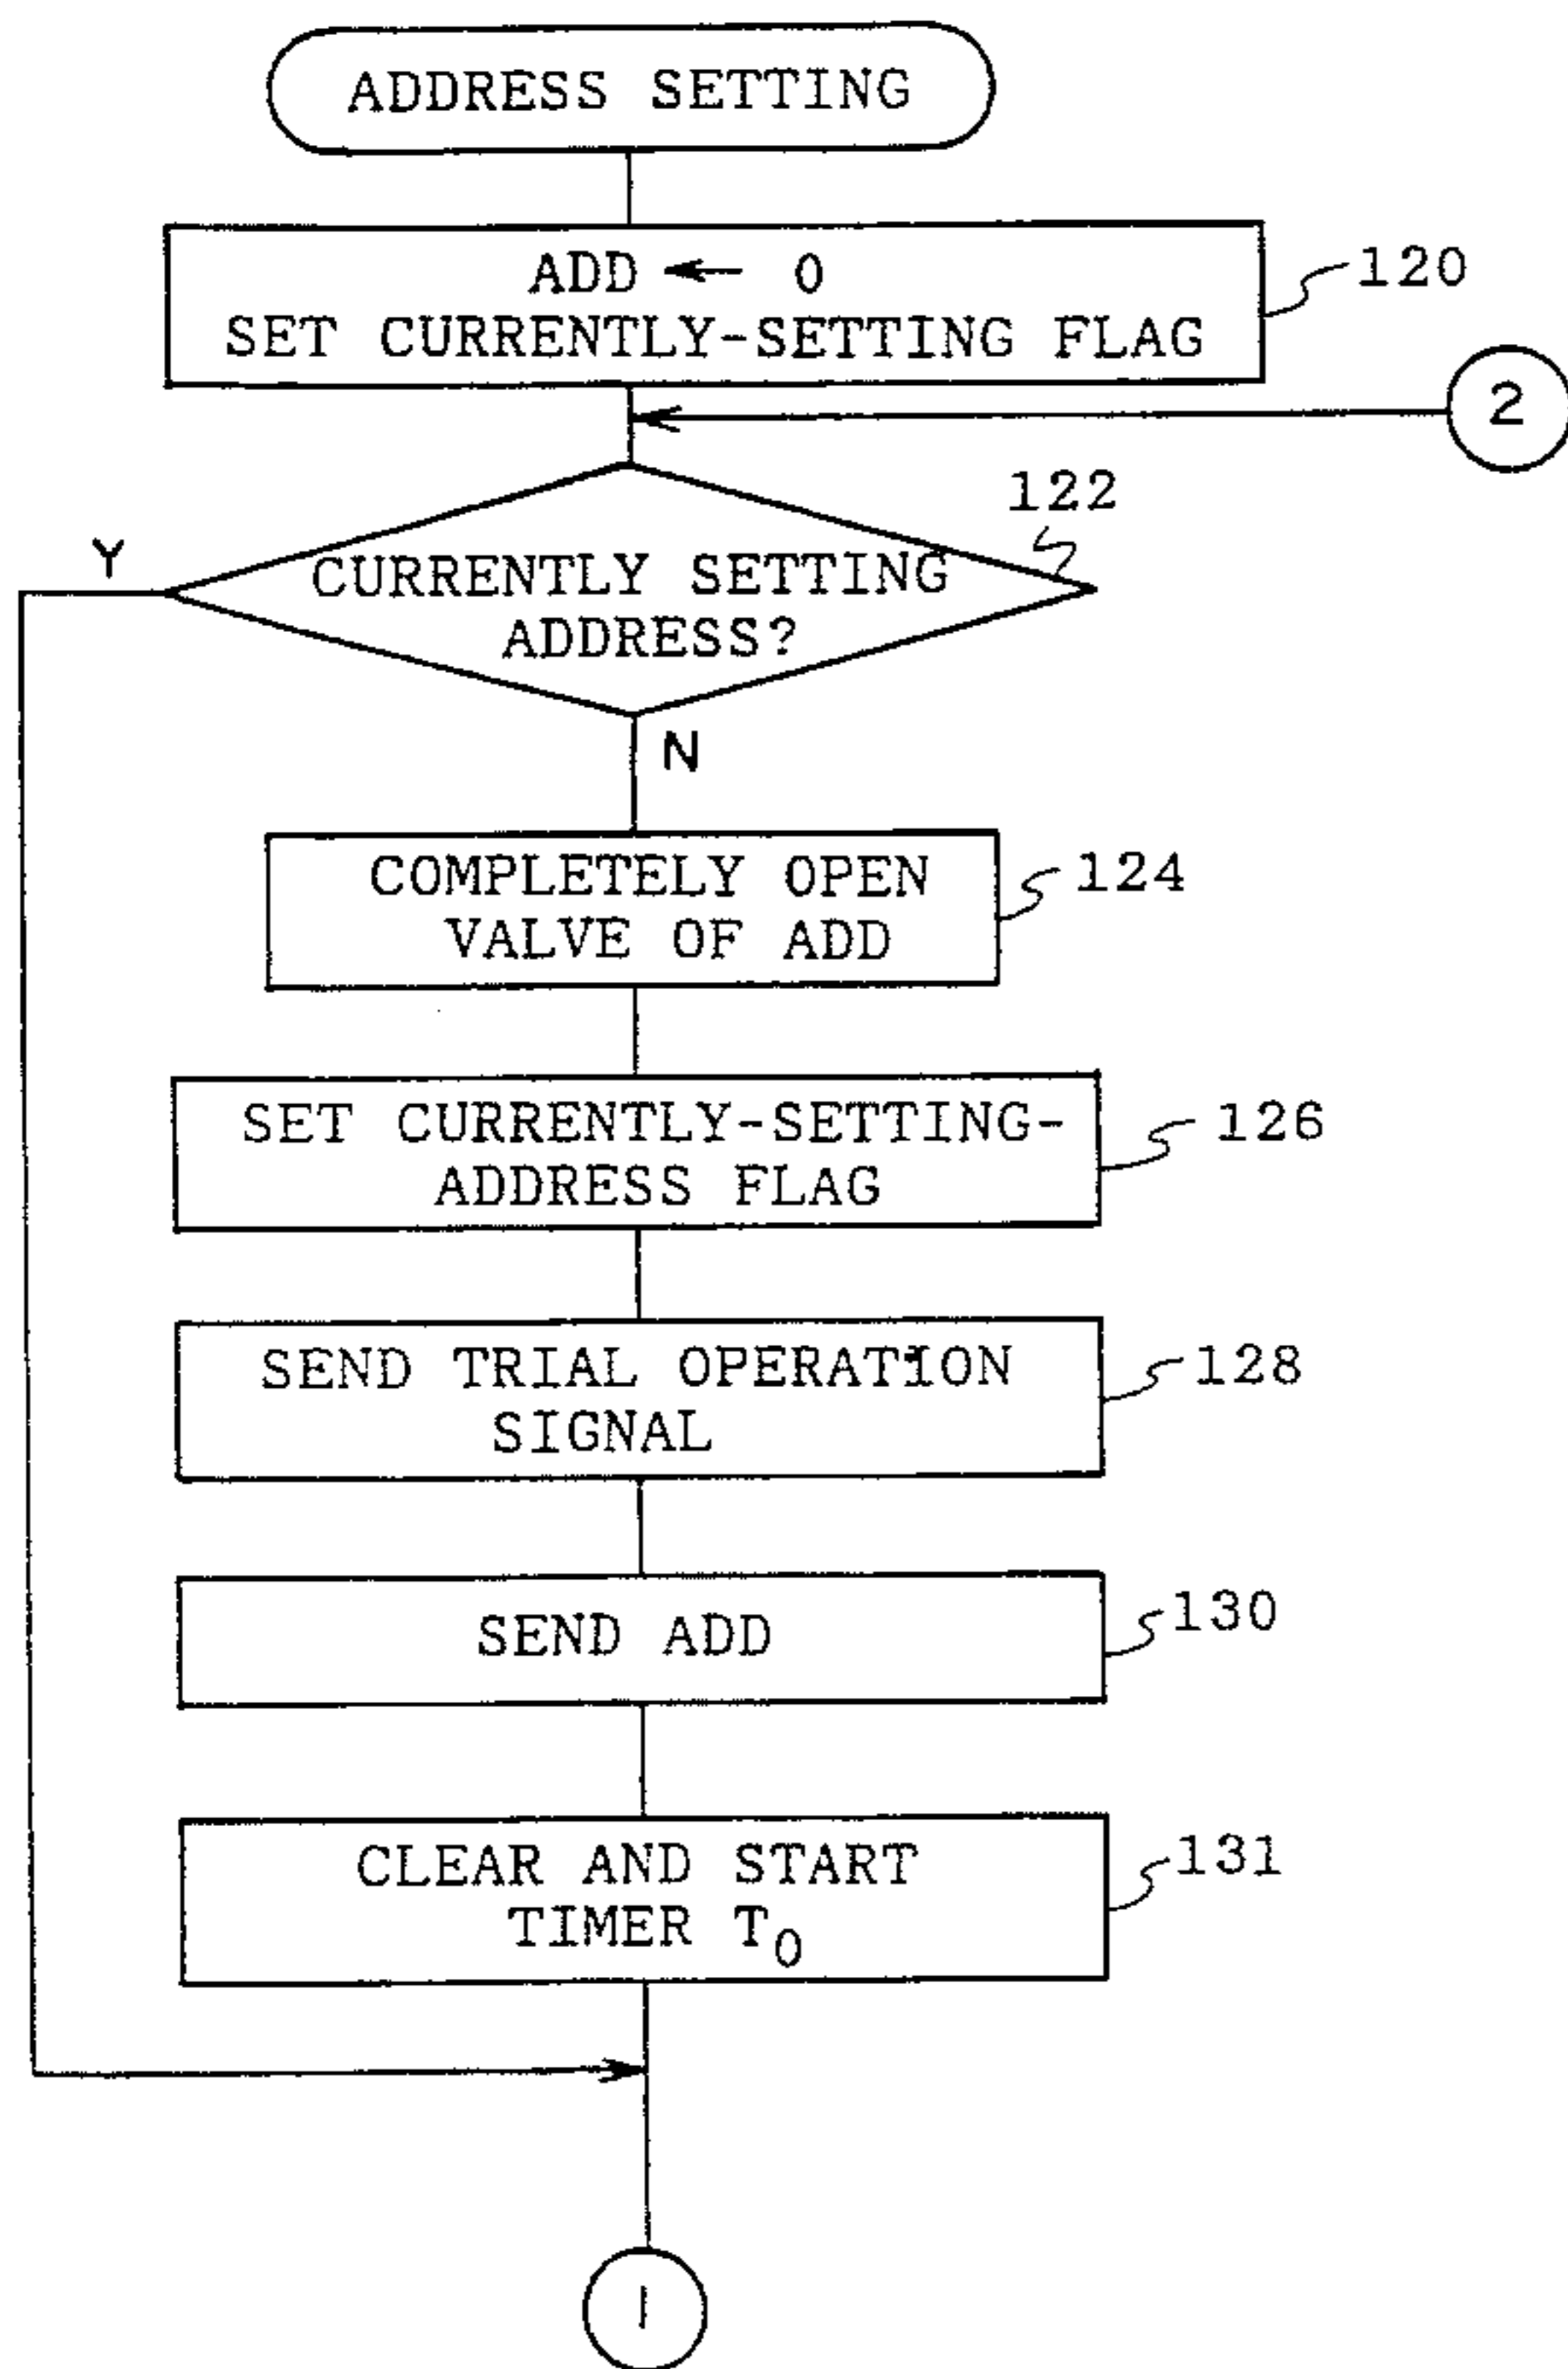 ADDRESS SETTING
ADD ← 0
SET CURRENTLY-SETTING FLAG
120
2
122
Y
CURRENTLY SETTING
ADDRESS?
N
COMPLETELY OPEN
VALVE OF ADD
124
SET CURRENTLY-SETTING-
ADDRESS FLAG
126
SEND TRIAL OPERATION
SIGNAL
128
SEND ADD
130
CLEAR AND START
TIMER T₀
131
1